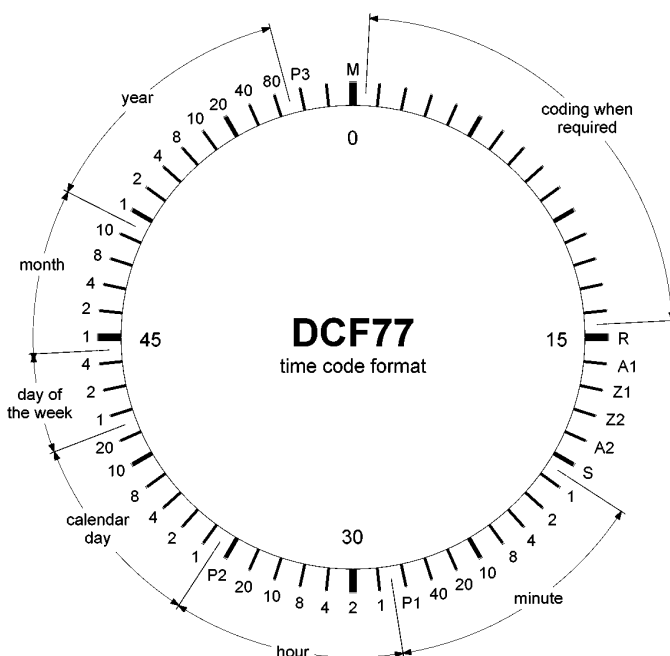 M
coding when
required
0
DCF77
time code format
15
R
A1
Z1
Z2
A2
S
1
2
4
8
10
20
40
minute
P1
30
1
2
4
8
10
20
hour
P2
1
2
4
8
10
20
calendar
day
1
2
4
day of
the week
45
1
2
4
8
10
month
1
2
4
8
10
20
40
80
year
P3